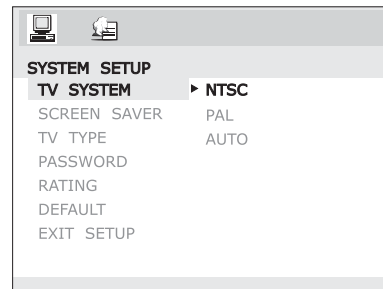 SYSTEM SETUP
TV SYSTEM NTSC
SCREEN SAVER PAL
TV TYPE AUTO
PASSWORD
RATING
DEFAULT
EXIT SETUP